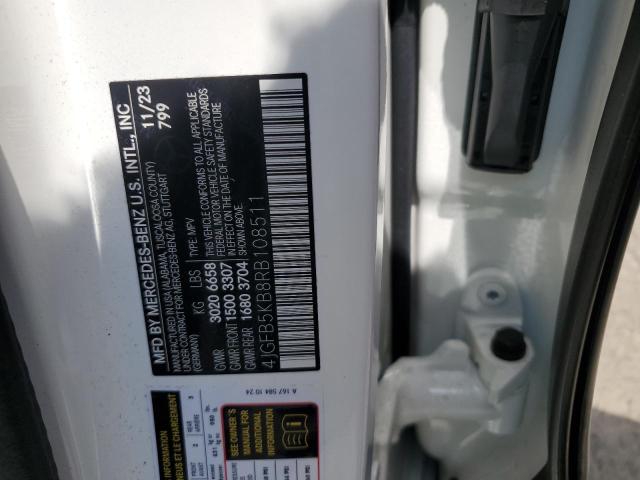 MFD BY MERCEDES-BENZ U.S. INTL., INC
MADE IN USA/ALABAMA, TUSCALOOSA COUNTY)
UNDER CONTRACT FOR MERCEDES-BENZ AG, STUTTGART
(GERMANY)
11/23
799
TYPE: MPV
KG LBS
GVWR 3020 6658
GAWR FRONT 1500 3307
GAWR REAR 1680 3704
THIS VEHICLE CONFORMS TO ALL APPLICABLE
FEDERAL MOTOR VEHICLE SAFETY STANDARDS
IN EFFECT ON THE DATE OF MANUFACTURE
SHOWN ABOVE.
4JGFB5KB8RB108511
A 167 584 10 24
INFORMATION
SEE OWNER'S
MANUAL FOR
ADDITIONAL
INFORMATION